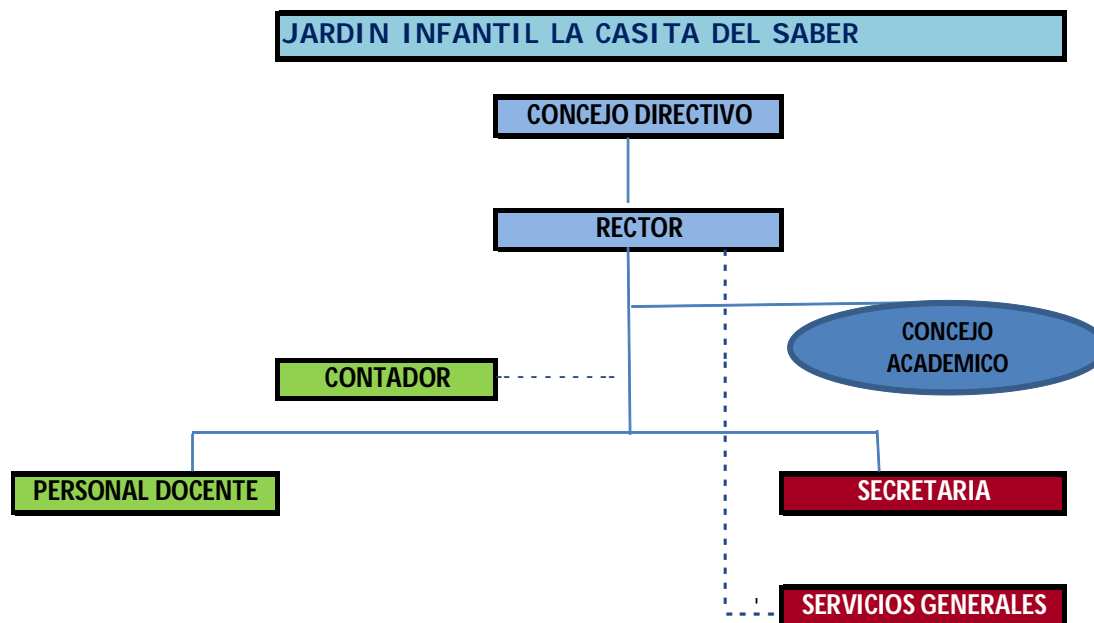 JARDIN INFANTIL LA CASITA DEL SABER
CONCEJO DIRECTIVO
RECTOR
CONCEJO
ACADEMICO
CONTADOR
PERSONAL DOCENTE
SECRETARIA
SERVICIOS GENERALES